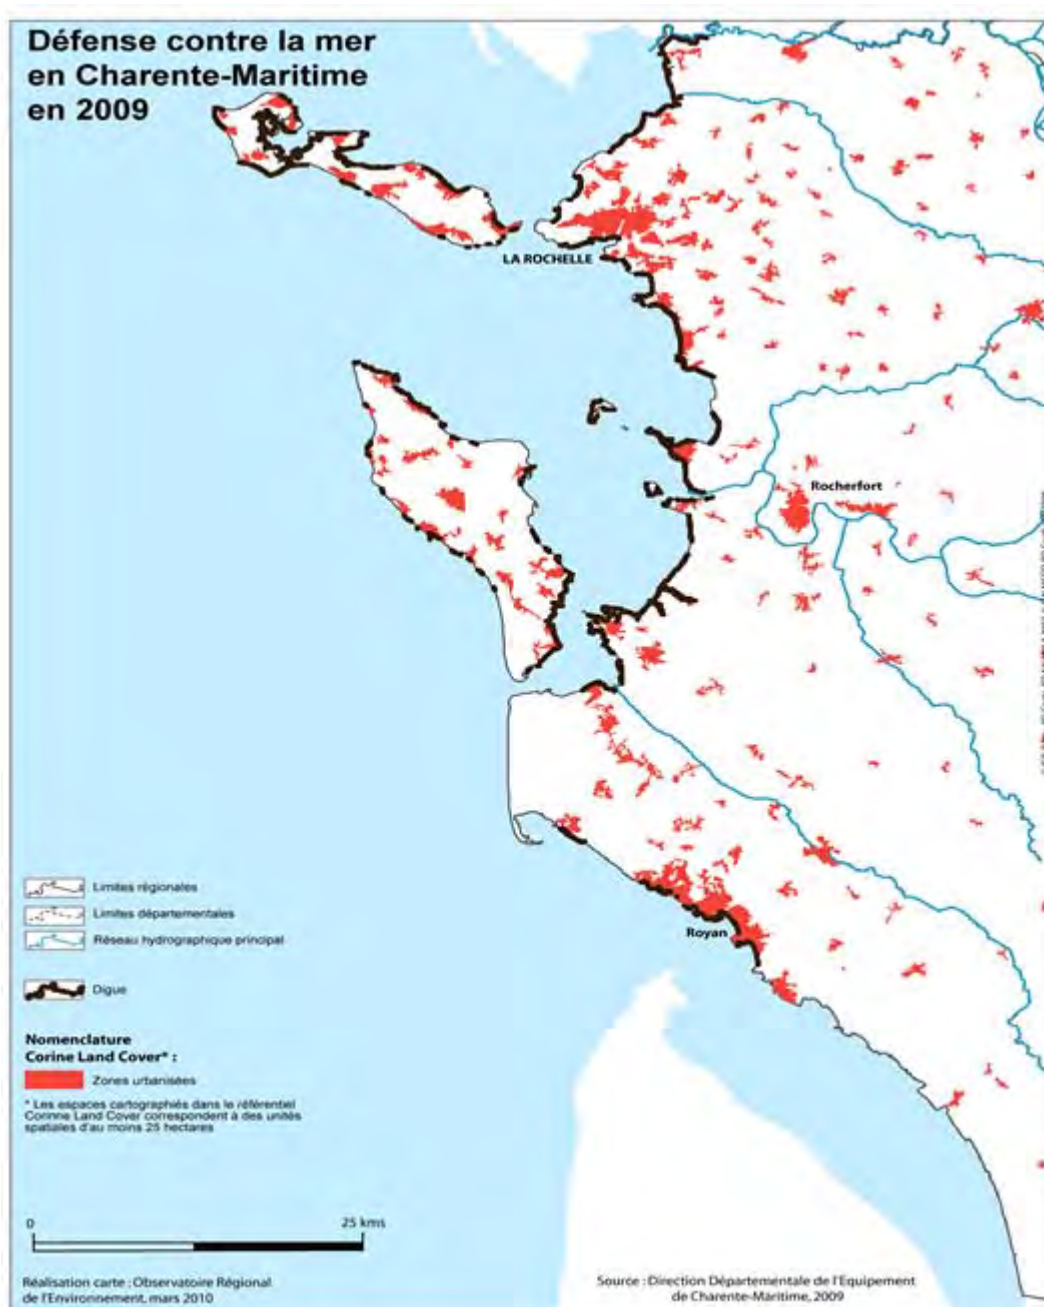 Défense contre la mer
en Charente-Maritime
en 2009
LA ROCHELLE
Rocherfort
Royan
Limites régionales
Limites départementales
Réseau hydrographique principal
Digue
Nomenclature
Corine Land Cover* :
Zones urbanisées
* Les espaces cartographiés dans le référentiel
Corinne Land Cover correspondent à des unités
spatiales d'au moins 25 hectares
0
25 kms
Réalisation carte : Observatoire Régional
de l'Environnement, mars 2010
Source : Direction Départementale de l'Equipement
de Charente-Maritime, 2009